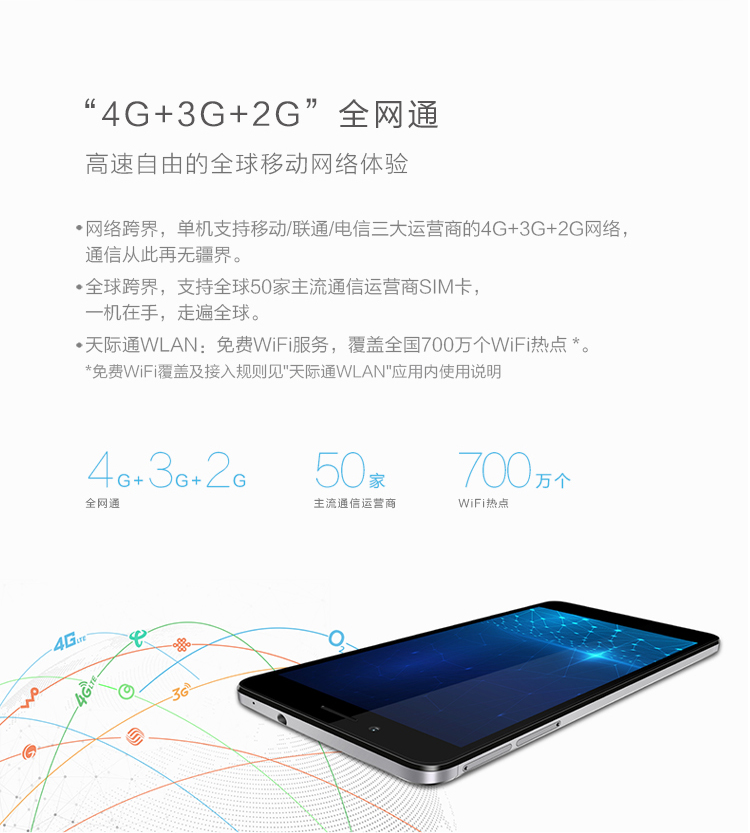 “4G+3G+2G” 全网通
高速自由的全球移动网络体验
•网络跨界，单机支持移动/联通/电信三大运营商的4G+3G+2G网络，
通信从此再无疆界。
•全球跨界，支持全球50家主流通信运营商SIM卡，
一机在手，走遍全球。
•天际通WLAN：免费WiFi服务，覆盖全国700万个WiFi热点 *。
*免费WiFi覆盖及接入规则见"天际通WLAN"应用内使用说明
4G+3G+2G 50家 700万个
全网通 主流通信运营商 WiFi热点
4G LTE
O2
4G LTE
3G